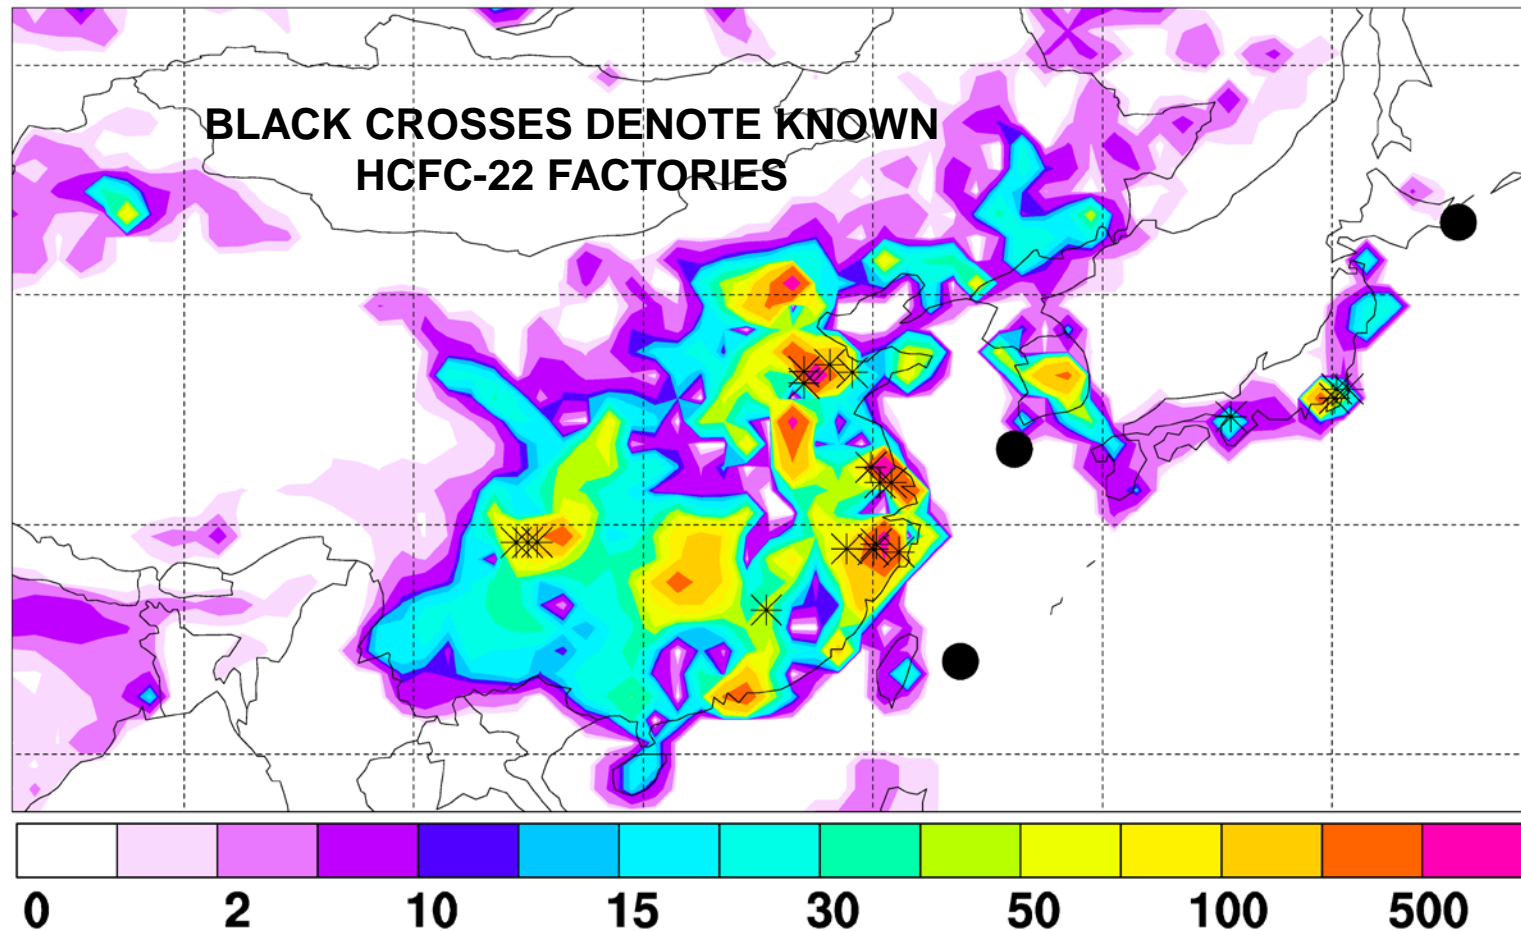 BLACK CROSSES DENOTE KNOWN
HCFC-22 FACTORIES
0 2 10 15 30 50 100 500